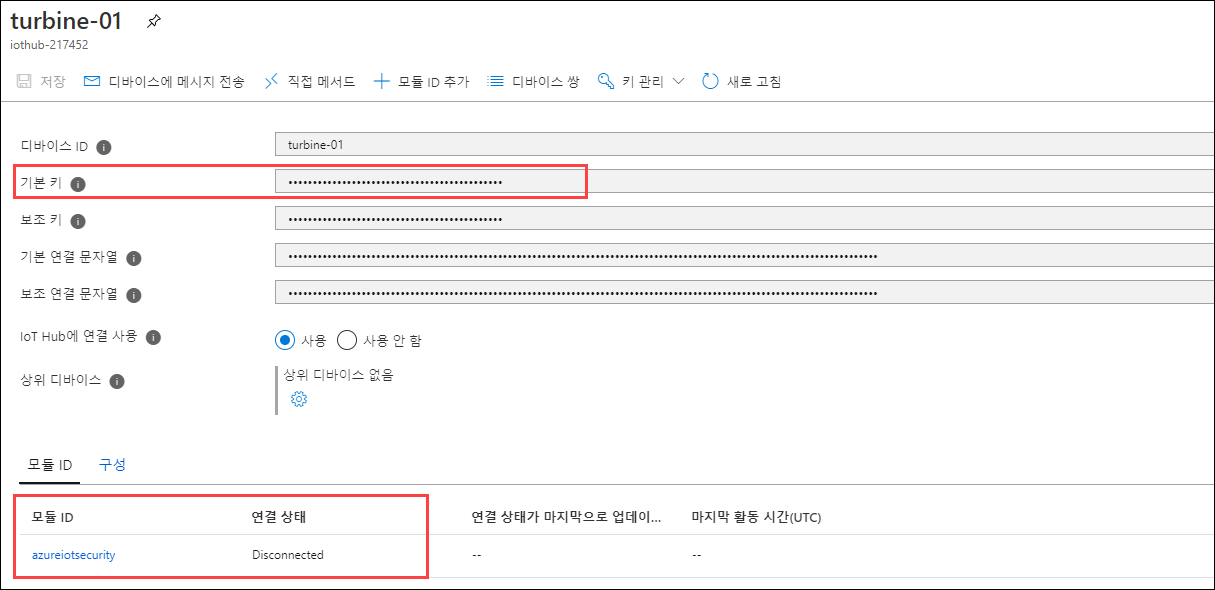 turbine-01
iothub-217452
저장 디바이스에 메시지 전송 직접 메서드 모듈 ID 추가 디바이스 쌍 키 관리 새로 고침
디바이스 ID turbine-01
기본 키 ••••••••••••••••••••••••••••••••••••••••••••
보조 키 ••••••••••••••••••••••••••••••••••••••••••••
기본 연결 문자열 ••••••••••••••••••••••••••••••••••••••••••••••••••••••••••••••••••••••••••••••••••••••••••••••••••••••••••••••••••••••••
보조 연결 문자열 ••••••••••••••••••••••••••••••••••••••••••••••••••••••••••••••••••••••••••••••••••••••••••••••••••••••••••••••••••••••••
IoT Hub에 연결 사용 사용 사용 안 함
상위 디바이스 상위 디바이스 없음
모듈 ID 구성
모듈 ID 연결 상태 연결 상태가 마지막으로 업데이... 마지막 활동 시간(UTC)
azureiotsecurity Disconnected -- --